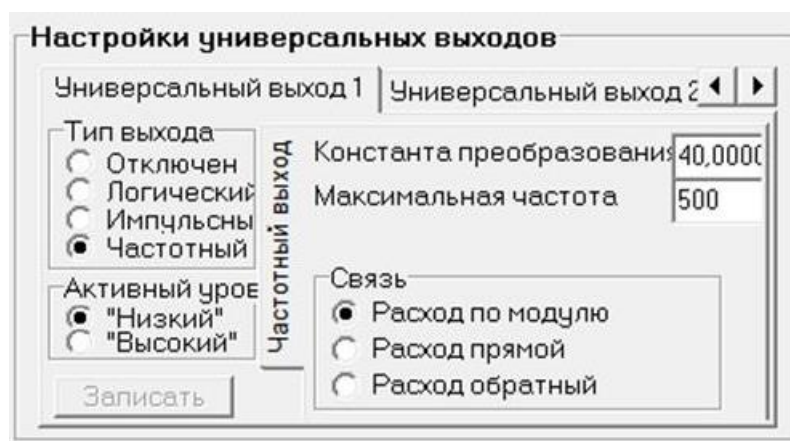 Настройки универсальных выходов
Универсальный выход 1
Универсальный выход 2
Тип выхода
Отключен
Логический
Импульсны
Частотный
Активный уров
"Низкий"
"Высокий"
Записать
Частотный выход
Константа преобразования 40,0000
Максимальная частота 500
Связь
Расход по модулю
Расход прямой
Расход обратный